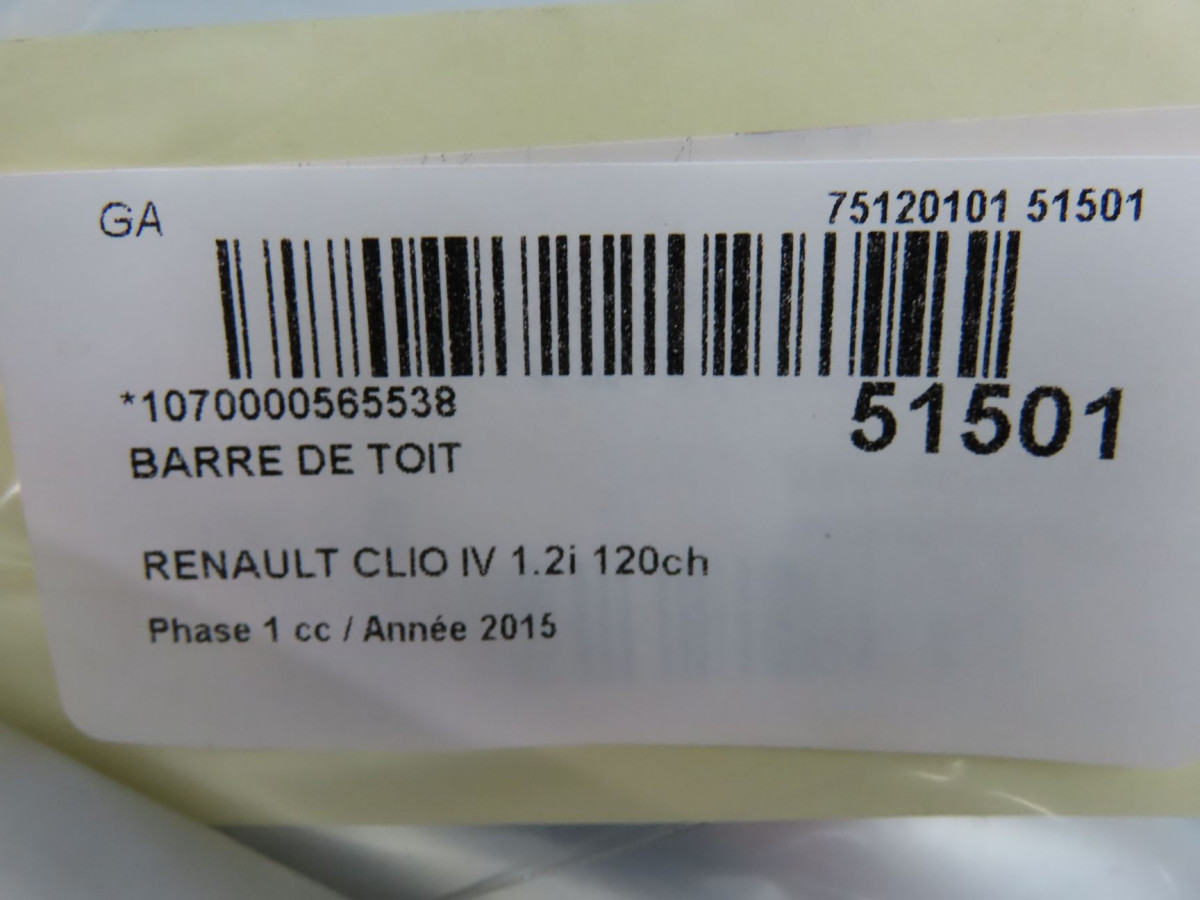 GA
75120101 51501
*1070000565538
51501
BARRE DE TOIT
RENAULT CLIO IV 1.2i 120ch
Phase 1 cc / Année 2015